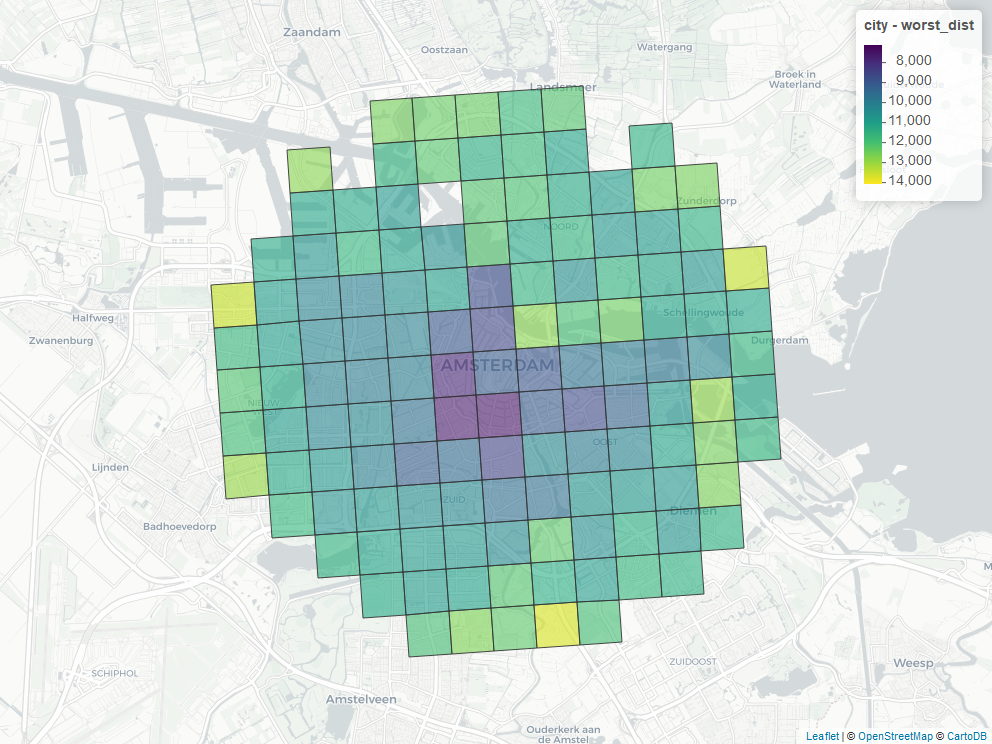 city - worst_dist
8,000
9,000
10,000
11,000
12,000
13,000
14,000
Zaandam
Oostzaan
Watergang
Broek in
Waterland
Landsmeer
Zunderdorp
NOORD
Halfweg
Zwanenburg
Schellingwoude
Durgerdam
AMSTERDAM
NIEUW-
WEST
OOST
Lijnden
ZUID
Diemen
Badhoevedorp
SCHIPHOL
ZUIDOOST
Weesp
Amstelveen
Ouderkerk aan
de Amstel
M
Leaflet | © OpenStreetMap © CartoDB